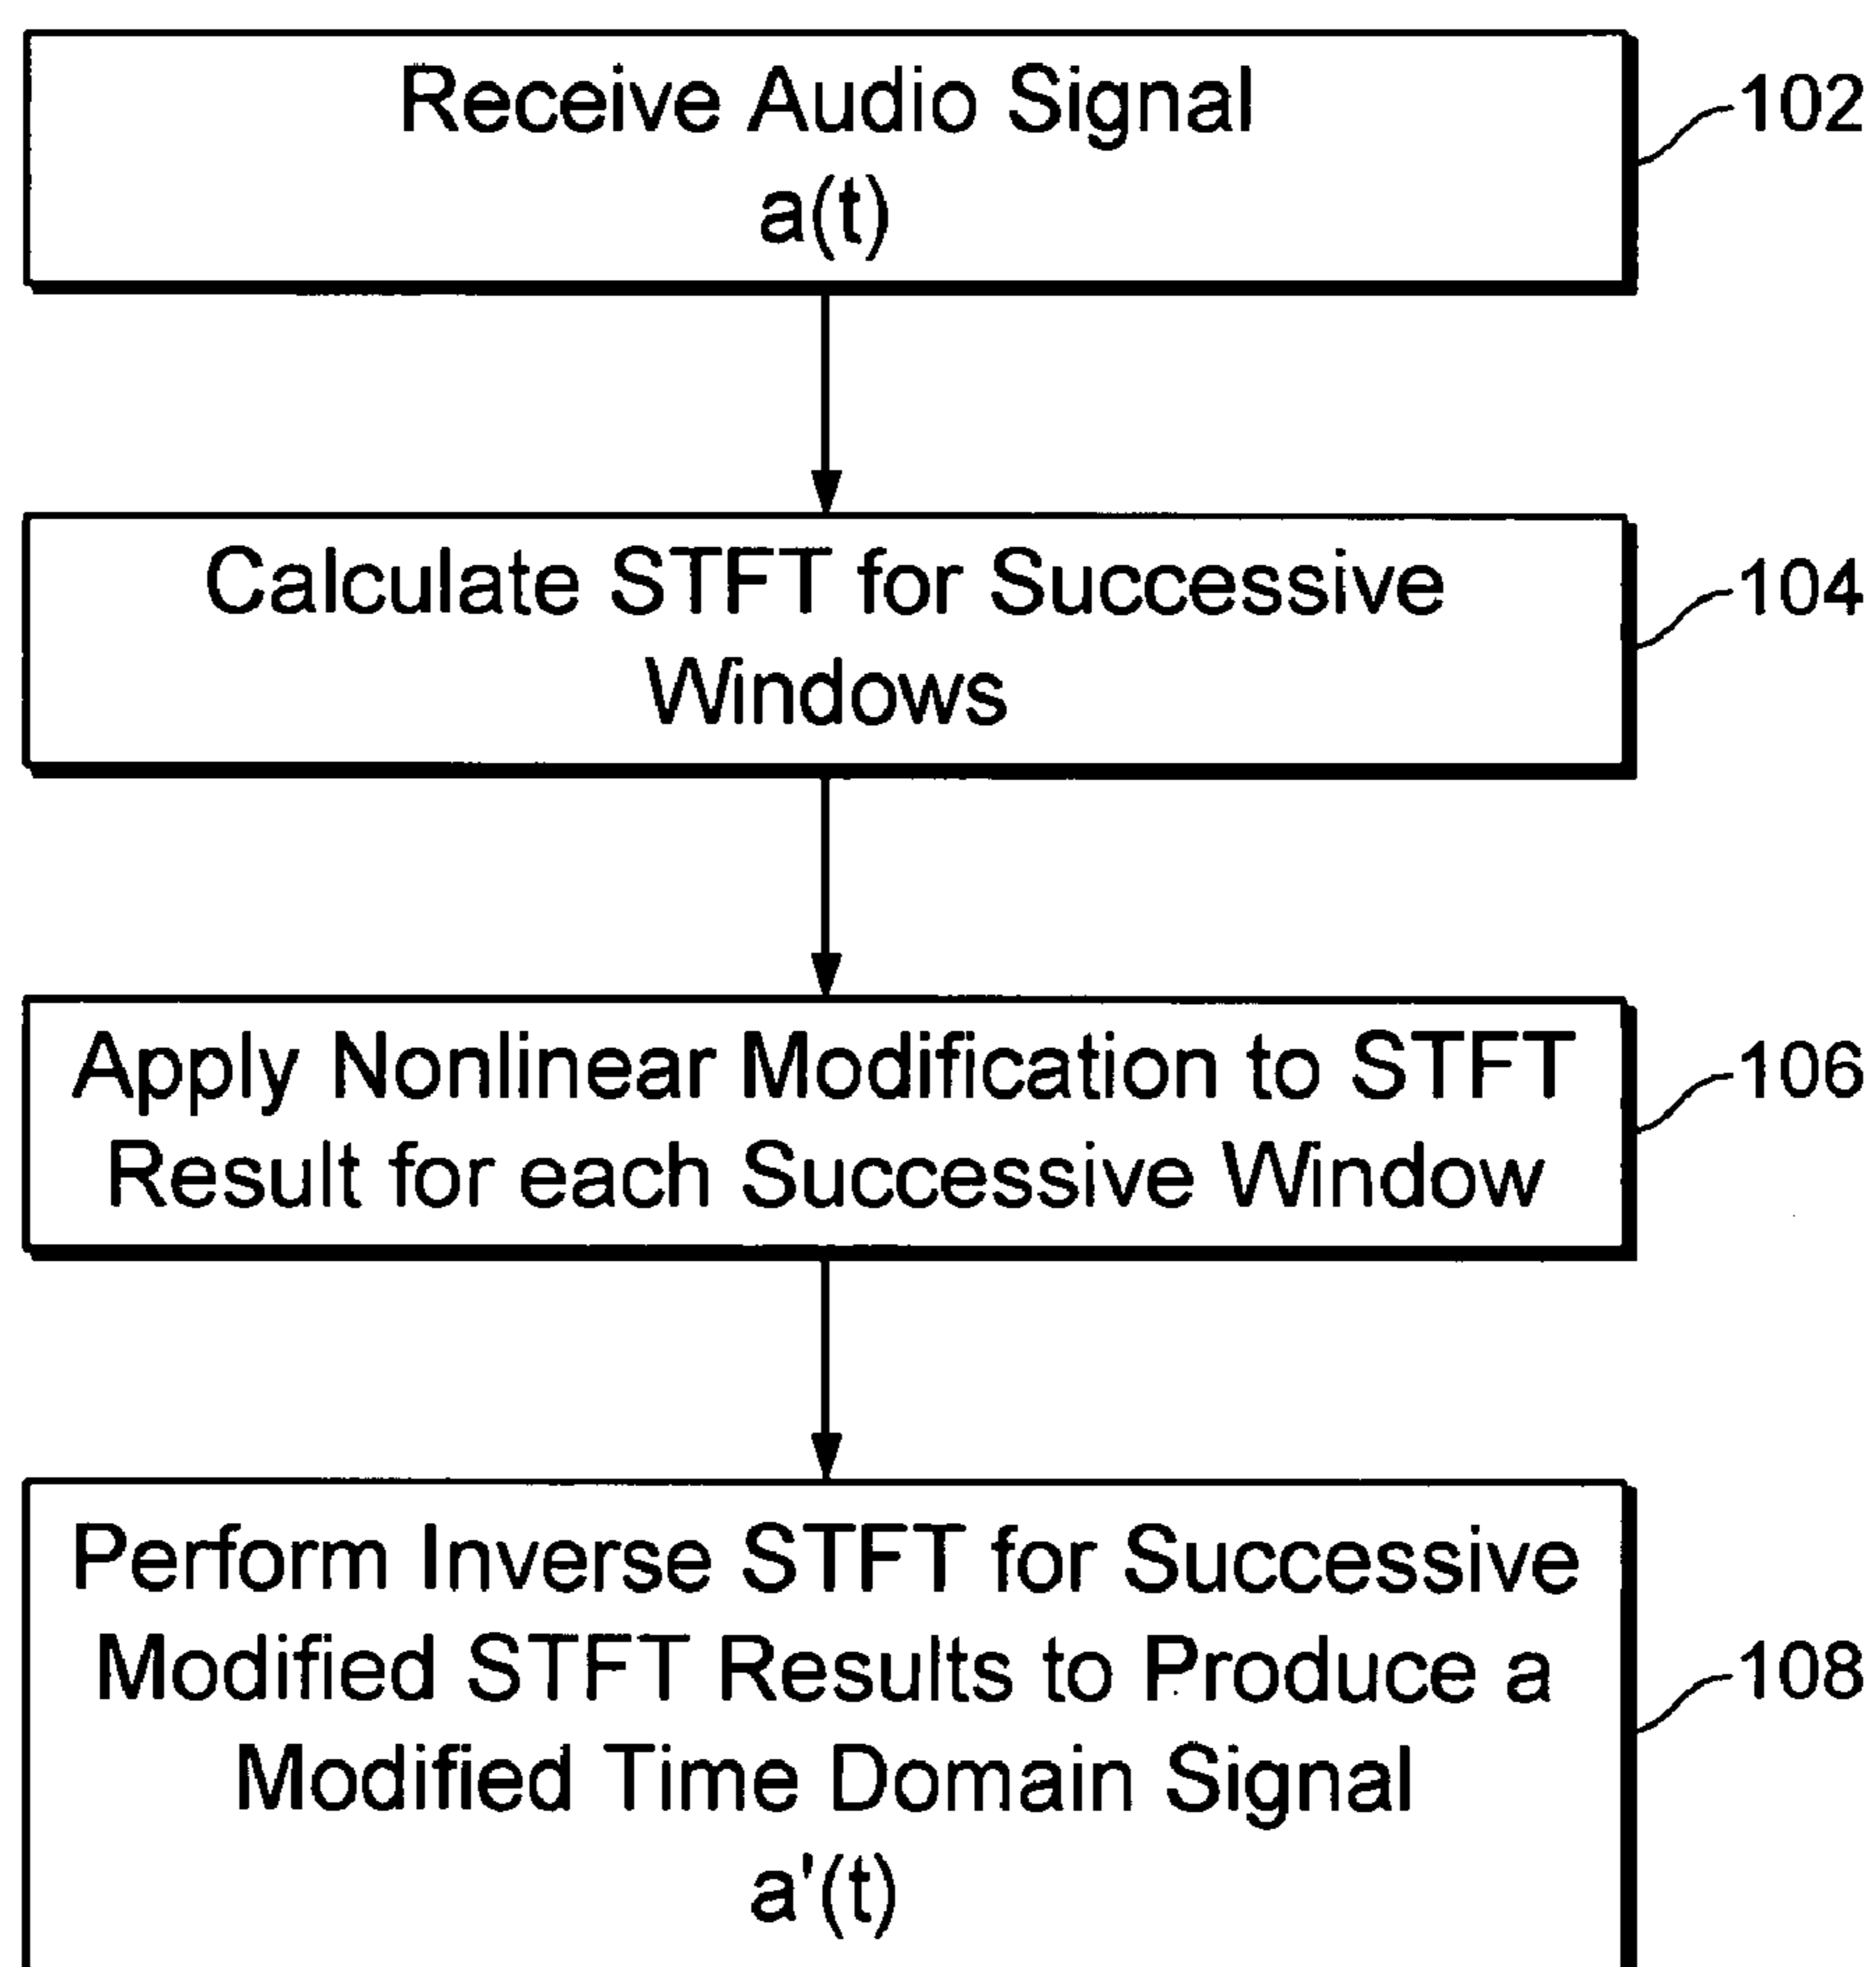 Receive Audio Signal
a(t)
102
Calculate STFT for Successive
Windows
104
Apply Nonlinear Modification to STFT
Result for each Successive Window
106
Perform Inverse STFT for Successive
Modified STFT Results to Produce a
Modified Time Domain Signal
a'(t)
108